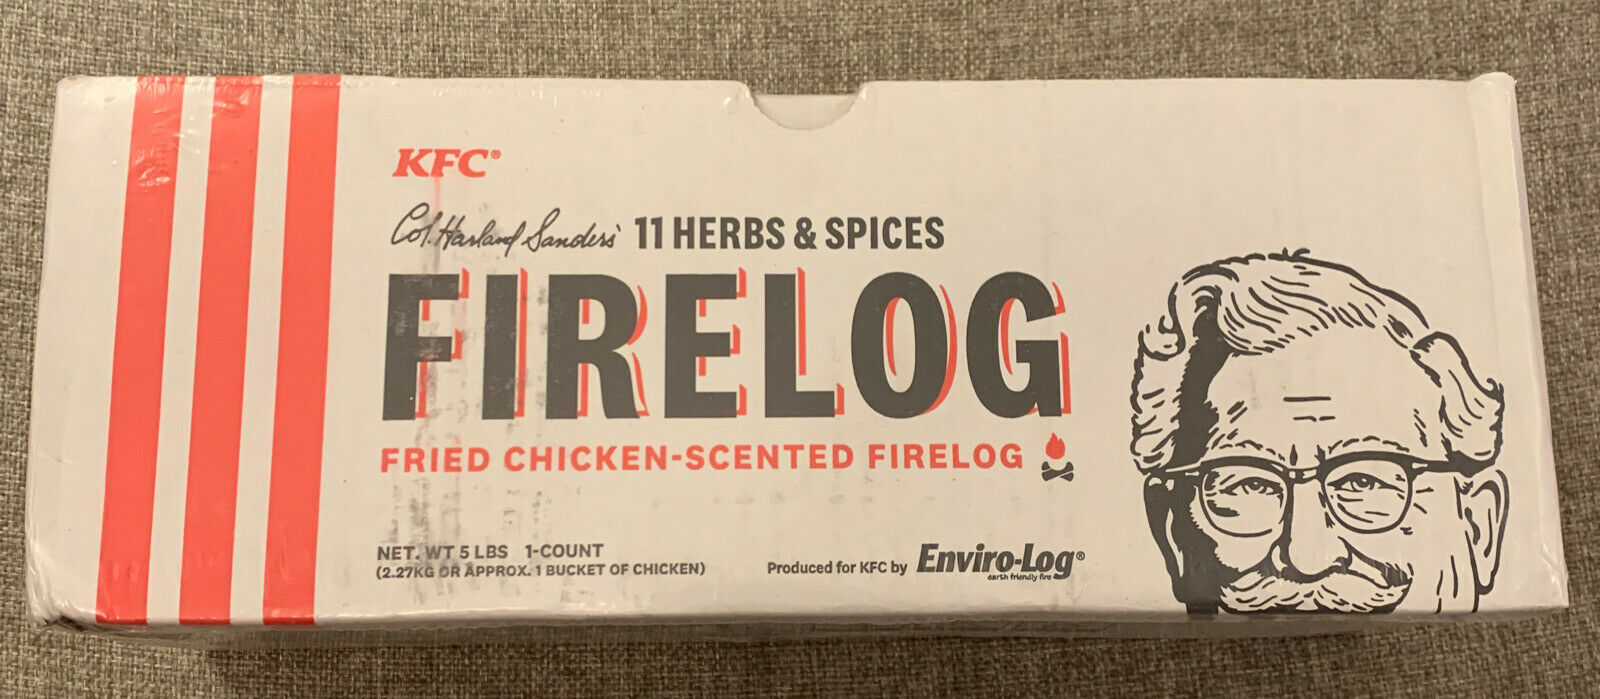 KFC®
Col. Harland Sanders' 11 HERBS & SPICES
FIRELOG
FRIED CHICKEN-SCENTED FIRELOG
NET. WT 5 LBS 1-COUNT
(2.27KG OR APPROX. 1 BUCKET OF CHICKEN)
Produced for KFC by Enviro-Log®
earth friendly fire